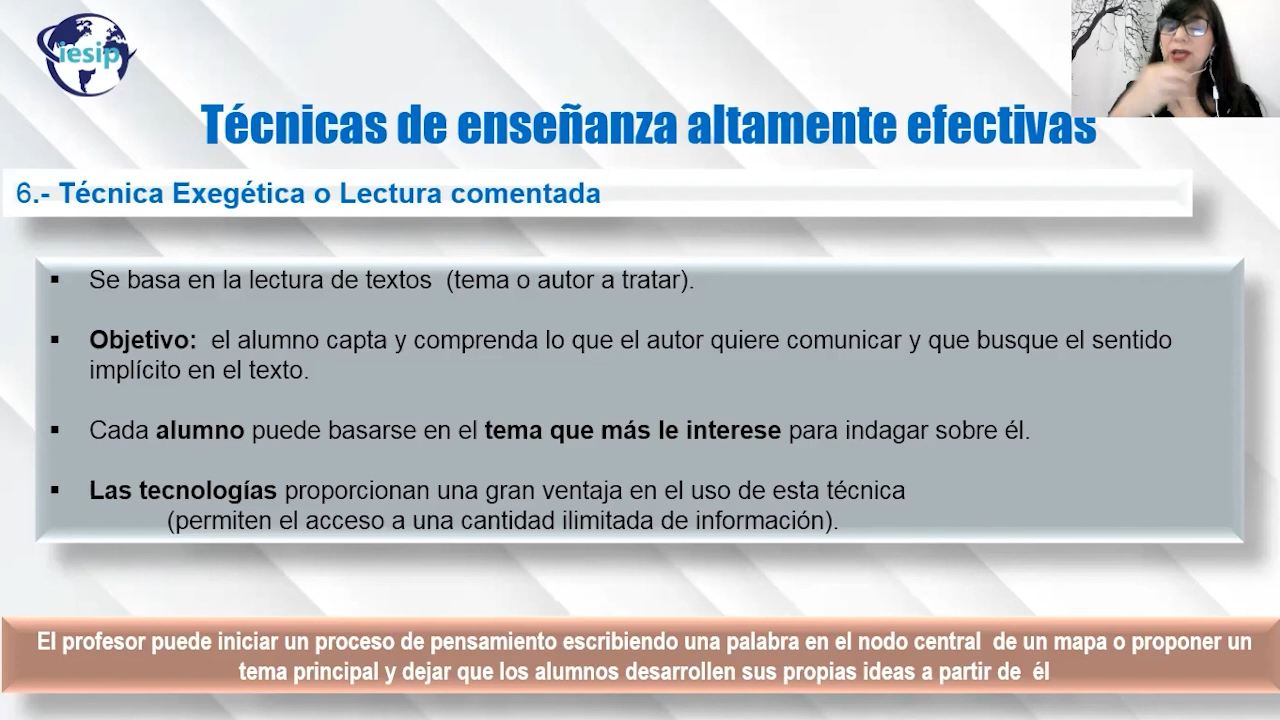 iesip
Técnicas de enseñanza altamente efectivas
6.- Técnica Exegética o Lectura comentada
▪ Se basa en la lectura de textos (tema o autor a tratar).
▪ Objetivo: el alumno capta y comprenda lo que el autor quiere comunicar y que busque el sentido
implícito en el texto.
▪ Cada alumno puede basarse en el tema que más le interese para indagar sobre él.
▪ Las tecnologías proporcionan una gran ventaja en el uso de esta técnica
(permiten el acceso a una cantidad ilimitada de información).
El profesor puede iniciar un proceso de pensamiento escribiendo una palabra en el nodo central de un mapa o proponer un
tema principal y dejar que los alumnos desarrollen sus propias ideas a partir de él